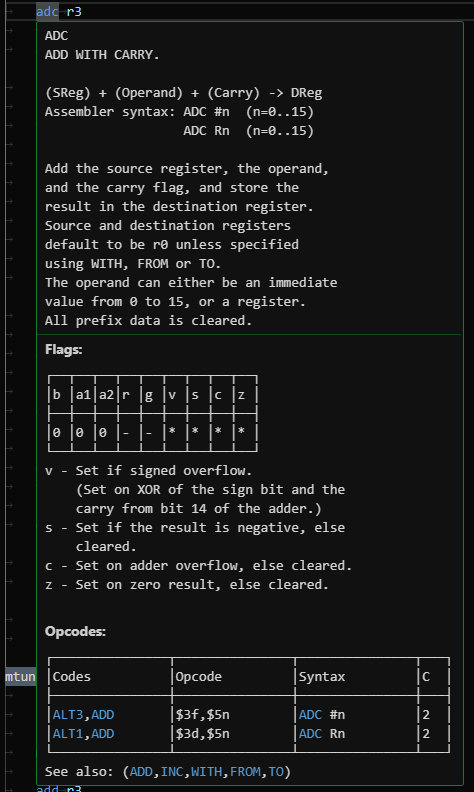 adc r3
ADC
ADD WITH CARRY.
(SReg) + (Operand) + (Carry) -> DReg
Assembler syntax: ADC #n (n=0..15)
ADC Rn (n=0..15)
Add the source register, the operand,
and the carry flag, and store the
result in the destination register.
Source and destination registers
default to be r0 unless specified
using WITH, FROM or TO.
The operand can either be an immediate
value from 0 to 15, or a register.
All prefix data is cleared.
Flags:
|b |a1|a2|r |g |v |s |c |z |
|0 |0 |0 |- |- |* |* |* |* |
v - Set if signed overflow.
(Set on XOR of the sign bit and the
carry from bit 14 of the adder.)
s - Set if the result is negative, else
cleared.
c - Set on adder overflow, else cleared.
z - Set on zero result, else cleared.
Opcodes:
mtun |Codes |Opcode |Syntax |C |
|ALT3,ADD |$3f,$5n |ADC #n |2 |
|ALT1,ADD |$3d,$5n |ADC Rn |2 |
See also: (ADD,INC,WITH,FROM,TO)
add r3